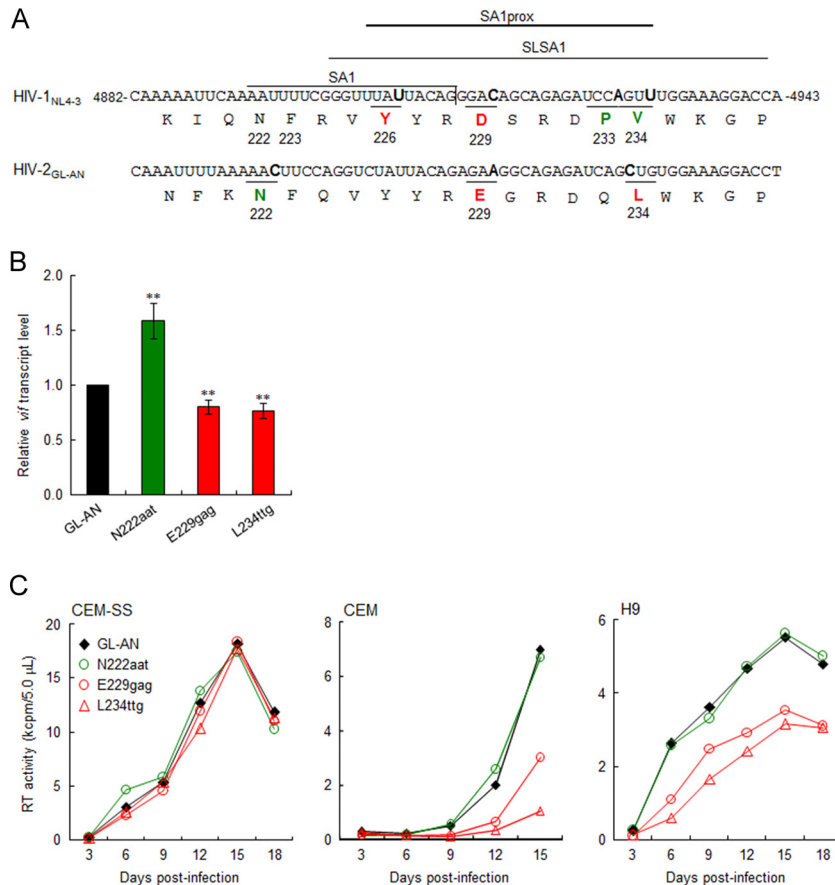 A
SA1prox
SLSA1
SA1
HIV-1NL4-3 4882-CAAAAAUUCAAAAUUUUCGGGUUUAUUACAGGGACAGCAGAGAUCCAGUUUGGAAAGGACCA-4943
K I Q N F R V Y Y R D S R D P V W K G P
222 223 226 229 233 234
HIV-2GL-AN CAAAUUUUAAAAACUUCCAGGUCUAUUACAGAGAAGGCAGAGAUCAGCUGUGGAAAGGACCT
N F K N F Q V Y Y R E G R D Q L W K G P
222 229 234
B
Relative vif transcript level
2.0
1.5
1.0
0.5
0.0
**
**
**
GL-AN
N222aat
E229gag
L234ttg
C
CEM-SS
CEM
H9
GL-AN
N222aat
E229gag
L234ttg
RT activity (kcpm/5.0 μL)
20
15
10
5
0
3 6 9 12 15 18
Days post-infection
8
6
4
2
0
3 6 9 12 15
Days post-infection
6
4
2
0
3 6 9 12 15 18
Days post-infection